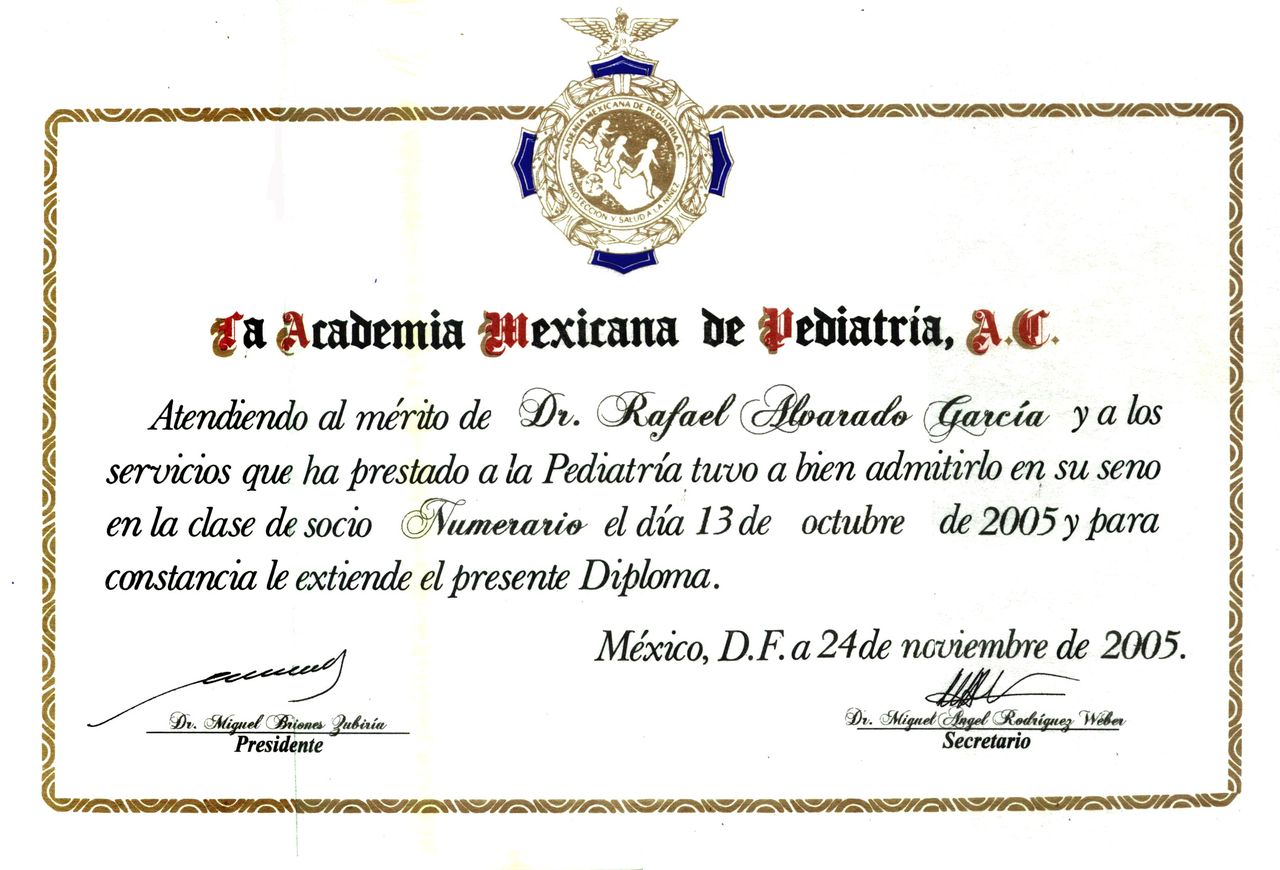 ACADEMIA MEXICANA DE PEDIATRIA, A.C.
PROTECCION Y SALUD A LA NIÑEZ
La Academia Mexicana de Pediatría, A.C.
Atendiendo al mérito de Dr. Rafael Alvarado García y a los
servicios que ha prestado a la Pediatría tuvo a bien admitirlo en su seno
en la clase de socio Numerario el día 13 de octubre de 2005 y para
constancia le extiende el presente Diploma.
México, D.F. a 24 de noviembre de 2005.
Dr. Miguel Briones Zubiría
Presidente
Dr. Miguel Ángel Rodríguez Weber
Secretario